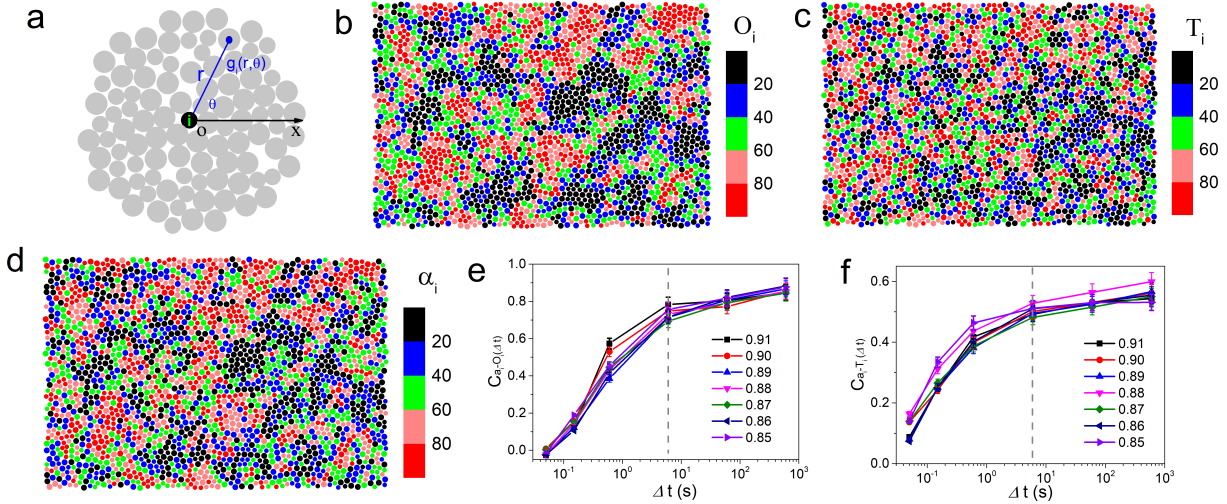 a
r
g_i(r,θ)
θ
i
o
x
b
O_i
20
40
60
80
c
T_i
20
40
60
80
d
α_i
20
40
60
80
e
1.0
0.8
0.6
0.4
0.2
0.0
C_{a_i-O_i}(Δt)
0.91
0.90
0.89
0.88
0.87
0.86
0.85
10^-1
10^0
10^1
10^2
10^3
Δt (s)
f
0.6
0.4
0.2
0.0
C_{a_i-T_i}(Δt)
0.91
0.90
0.89
0.88
0.87
0.86
0.85
10^-1
10^0
10^1
10^2
10^3
Δt (s)